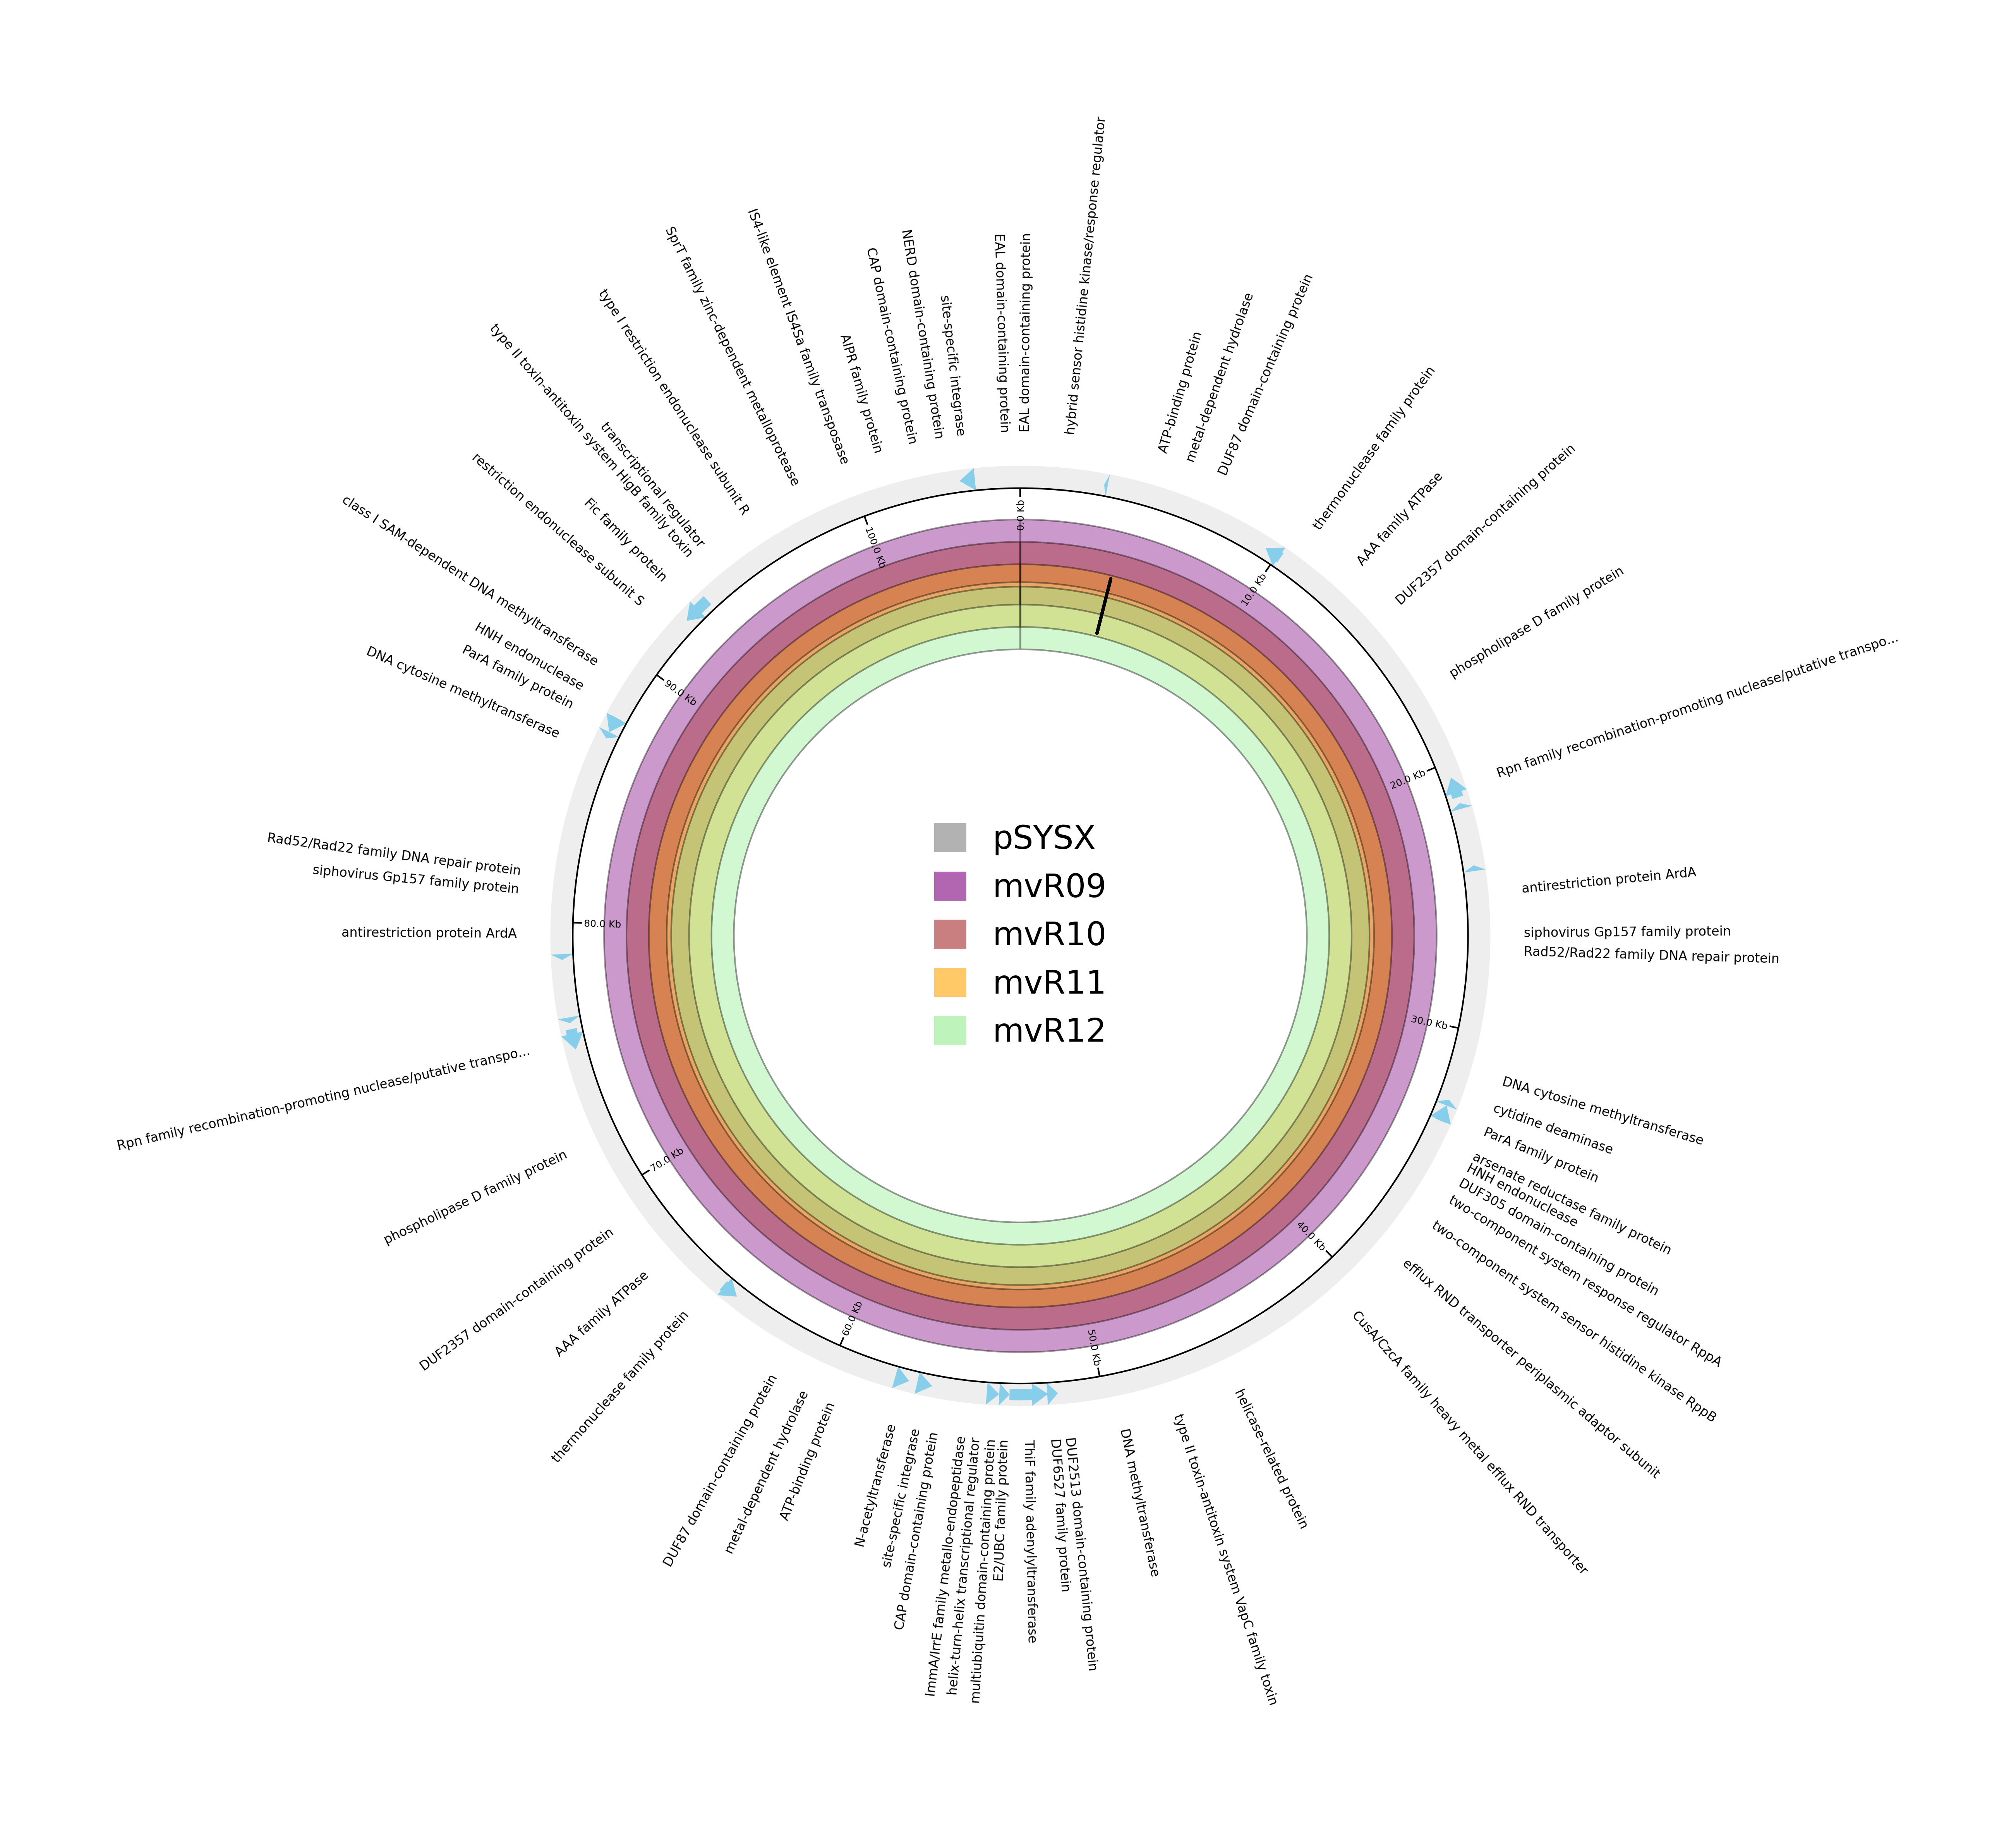 EAL domain-containing protein
EAL domain-containing protein
hybrid sensor histidine kinase/response regulator
ATP-binding protein
metal-dependent hydrolase
DUF87 domain-containing protein
thermonuclease family protein
AAA family ATPase
DUF2357 domain-containing protein
phospholipase D family protein
Rpn family recombination-promoting nuclease/putative transpo...
antirestriction protein ArdA
siphovirus Gp157 family protein
Rad52/Rad22 family DNA repair protein
DNA cytosine methyltransferase
cytidine deaminase
ParA family protein
arsenate reductase family protein
HNH endonuclease
DUF305 domain-containing protein
two-component system response regulator RppA
two-component system sensor histidine kinase RppB
efflux RND transporter periplasmic adaptor subunit
CusA/CzcA family heavy metal efflux RND transporter
helicase-related protein
type II toxin-antitoxin system VapC family toxin
DNA methyltransferase
DUF2513 domain-containing protein
DUF6527 family protein
ThiF family adenylyltransferase
E2/UBC family protein
multiubiquitin domain-containing protein
helix-turn-helix transcriptional regulator
ImmA/IrrE family metallo-endopeptidase
CAP domain-containing protein
site-specific integrase
N-acetyltransferase
ATP-binding protein
metal-dependent hydrolase
DUF87 domain-containing protein
thermonuclease family protein
AAA family ATPase
DUF2357 domain-containing protein
phospholipase D family protein
Rpn family recombination-promoting nuclease/putative transpo...
antirestriction protein ArdA
siphovirus Gp157 family protein
Rad52/Rad22 family DNA repair protein
DNA cytosine methyltransferase
ParA family protein
HNH endonuclease
class I SAM-dependent DNA methyltransferase
restriction endonuclease subunit S
Fic family protein
type II toxin-antitoxin system HigB family toxin
transcriptional regulator
type I restriction endonuclease subunit R
SprT family zinc-dependent metalloprotease
IS4-like element IS4Sa family transposase
AIPR family protein
CAP domain-containing protein
NERD domain-containing protein
site-specific integrase
0.0 Kb
10.0 Kb
20.0 Kb
30.0 Kb
40.0 Kb
50.0 Kb
60.0 Kb
70.0 Kb
80.0 Kb
90.0 Kb
100.0 Kb
pSYSX
mvR09
mvR10
mvR11
mvR12